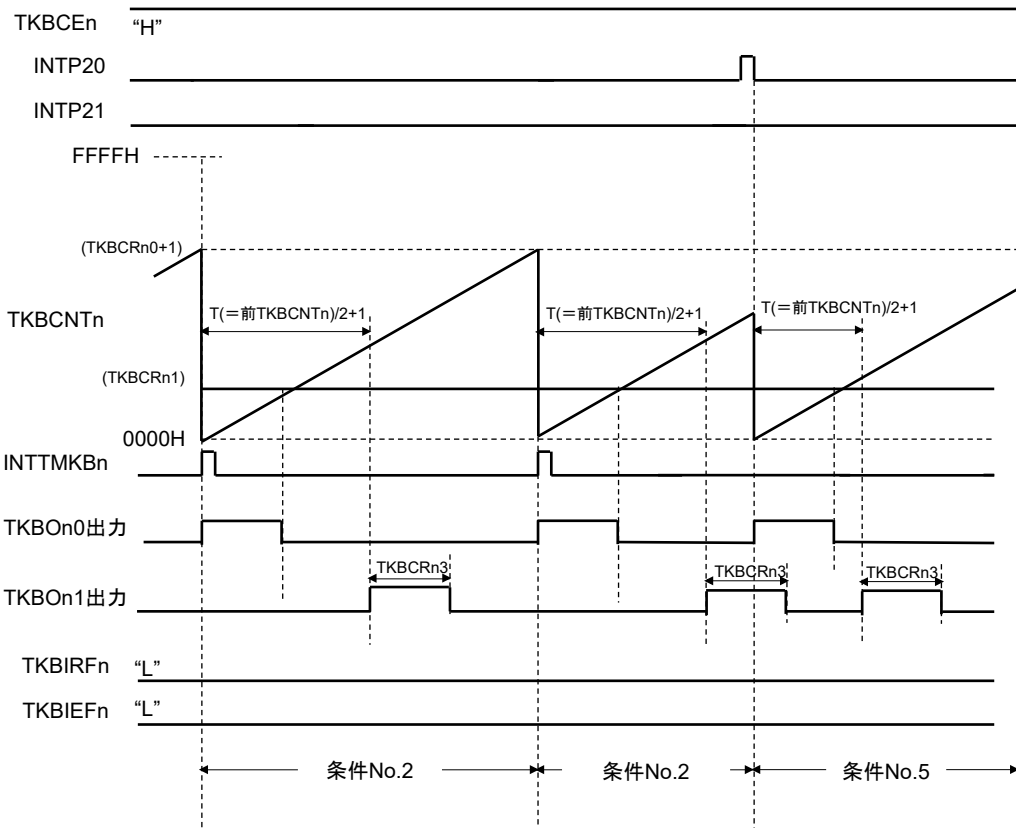 TKBCEn “H”
INTP20
INTP21
FFFFH
(TKBCRn0+1)
T(＝前TKBCNTn)/2+1 T(＝前TKBCNTn)/2+1 T(＝前TKBCNTn)/2+1
TKBCNTn
(TKBCRn1)
0000H
INTTMKBn
TKBOn0出力
TKBCRn3 TKBCRn3 TKBCRn3
TKBOn1出力
TKBIRFn “L”
TKBIEFn “L”
条件No.2 条件No.2 条件No.5